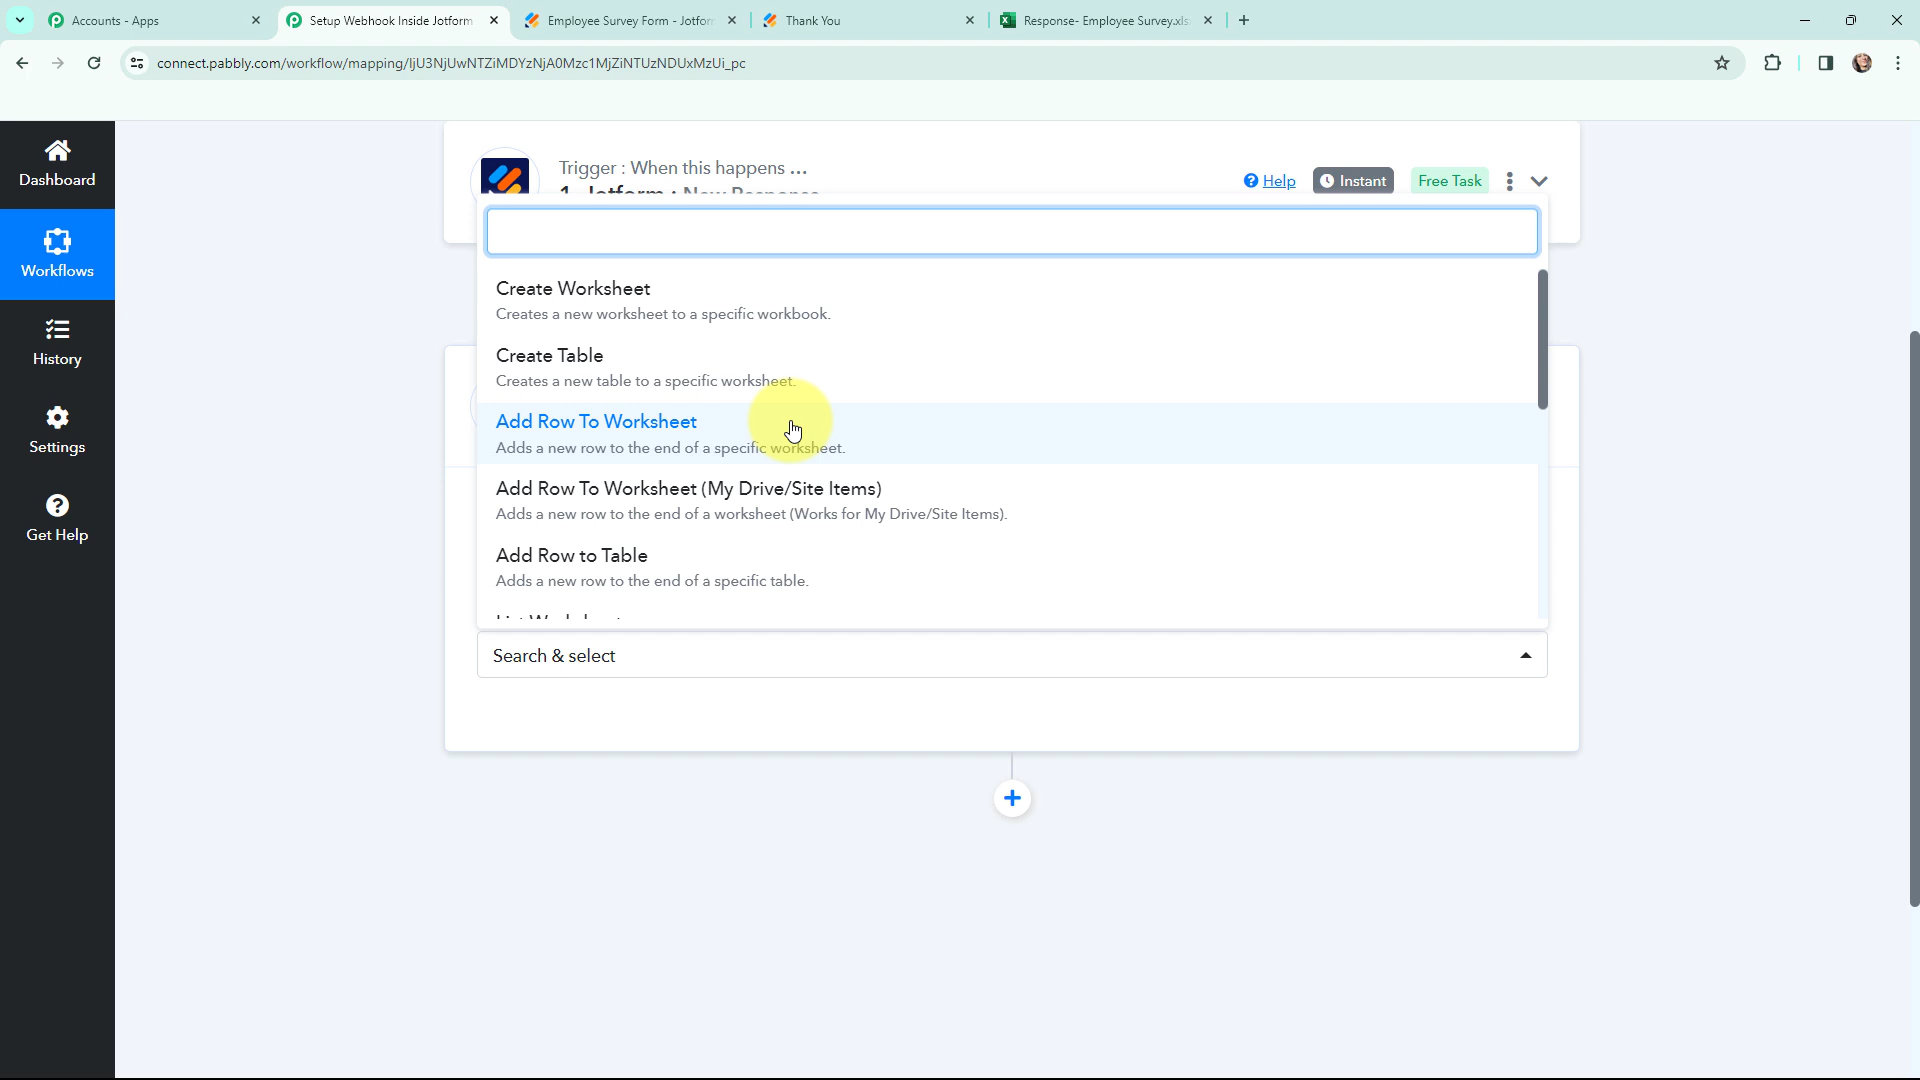 Accounts - Apps
Setup Webhook Inside Jotform
Employee Survey Form - Jotform
Thank You
Response- Employee Survey.xls
connect.pabbly.com/workflow/mapping/IjU3NjUwNTZiMDYzNjA0Mzc1MjZiNTUzNDUxMzUi_pc
Dashboard
Workflows
History
Settings
Get Help
Trigger : When this happens ...
1. Jotform : New Response
Help
Instant
Free Task
Create Worksheet
Creates a new worksheet to a specific workbook.
Create Table
Creates a new table to a specific worksheet.
Add Row To Worksheet
Adds a new row to the end of a specific worksheet.
Add Row To Worksheet (My Drive/Site Items)
Adds a new row to the end of a worksheet (Works for My Drive/Site Items).
Add Row to Table
Adds a new row to the end of a specific table.
Search & select